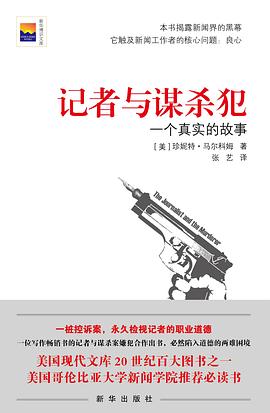 本书揭露新闻界的黑幕
它触及新闻工作者的核心问题：良心
记者与谋杀犯
一个真实的故事
［美］珍妮特·马尔科姆 著
张 艺 译
The Journalist and the Murderer
一桩控诉案，永久检视记者的职业道德
一位写作畅销书的记者与谋杀案嫌犯合作出书，必然陷入道德的两难困境
美国现代文库20世纪百大图书之一
美国哥伦比亚大学新闻学院推荐必读书
新华出版社